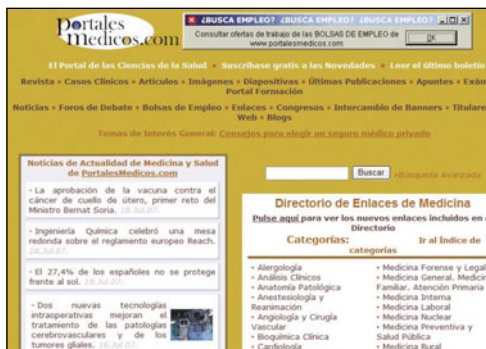 Portales
Medicos.com
¿BUSCA EMPLEO? ¿BUSCA EMPLEO? ¿BUSCA EMPLEO?
Consultar ofertas de trabajo de las BOLSAS DE EMPLEO de
www.portalesmedicos.com
OK
El Portal de las Ciencias de la Salud • Suscríbase gratis a las Novedades • Leer el último boletín
Revista • Casos Clínicos • Artículos • Imágenes • Diapositivas • Últimas Publicaciones • Apuntes • Exám
Portal Formación
Noticias • Foros de Debate • Bolsas de Empleo • Enlaces • Congresos • Intercambio de Banners • Titulare
Web • Blogs
Temas de Interés General: Consejos para elegir un seguro médico privado
Noticias de Actualidad de Medicina y Salud
de PortalesMedicos.com
• La aprobación de la vacuna contra el
cáncer de cuello de útero, primer reto del
Ministro Bernat Soria. 18.Jul.07.
• Ingeniería Química celebró una mesa
redonda sobre el reglamento europeo Reach.
18.Jul.07.
• El 27,4% de los españoles no se protege
frente al sol. 16.Jul.07.
• Dos nuevas tecnologías
intraoperativas mejoran el
tratamiento de las patologías
cerebrovasculares y de los
tumores gliales. 16.Jul.07.
Buscar
•Búsqueda Avanzada
Directorio de Enlaces de Medicina
Pulse aquí para ver los nuevos enlaces incluidos en e
Directorio
Categorías: Ir al Índice de
categorías
• Alergología
• Análisis Clínicos
• Anatomía Patológica
• Anestesiología y
Reanimación
• Angiología y Cirugía
Vascular
• Bioquímica Clínica
• Cardiología
• Medicina Forense y Legal
• Medicina General. Medicin
Familiar. Atención Primaria
• Medicina Interna
• Medicina Laboral
• Medicina Nuclear
• Medicina Preventiva y
Salud Pública
• Medicina Rural